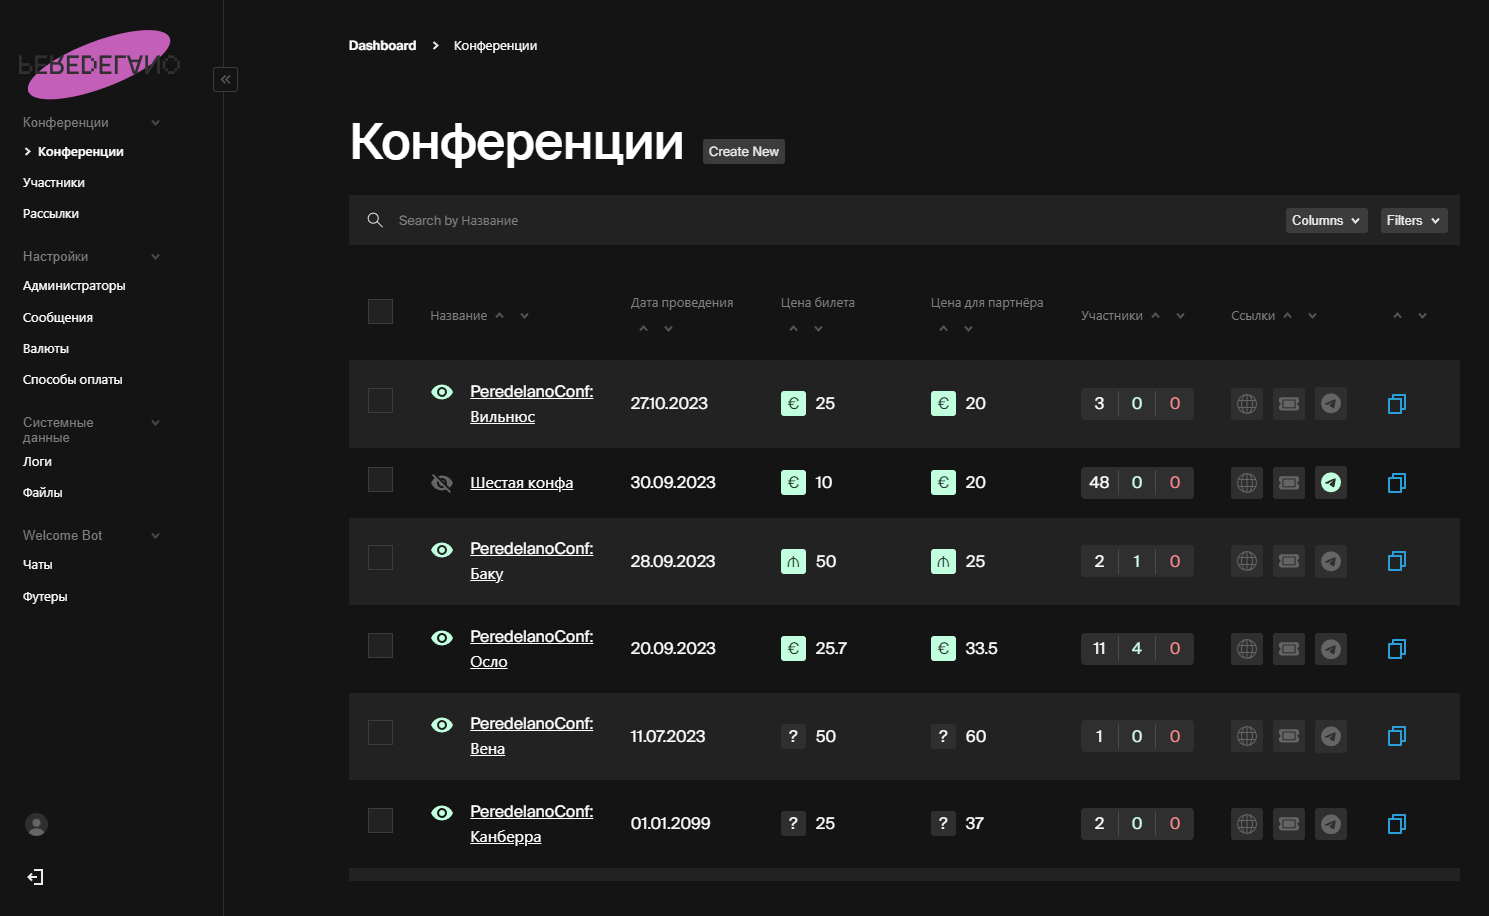 PEREDELANO
Dashboard > Конференции
Конференции
Конференции
Участники
Рассылки
Настройки
Администраторы
Сообщения
Валюты
Способы оплаты
Системные
данные
Логи
Файлы
Welcome Bot
Чаты
Футеры
Конференции
Create New
Search by Название
Columns
Filters
Название
Дата проведения
Цена билета
Цена для партнёра
Участники
Ссылки
PeredelanoConf:
Вильнюс
27.10.2023 € 25 € 20 3 0 0
Шестая конфа 30.09.2023 € 10 € 20 48 0 0
PeredelanoConf:
Баку
28.09.2023 ₼ 50 ₼ 25 2 1 0
PeredelanoConf:
Осло
20.09.2023 € 25.7 € 33.5 11 4 0
PeredelanoConf:
Вена
11.07.2023 ? 50 ? 60 1 0 0
PeredelanoConf:
Канберра
01.01.2099 ? 25 ? 37 2 0 0